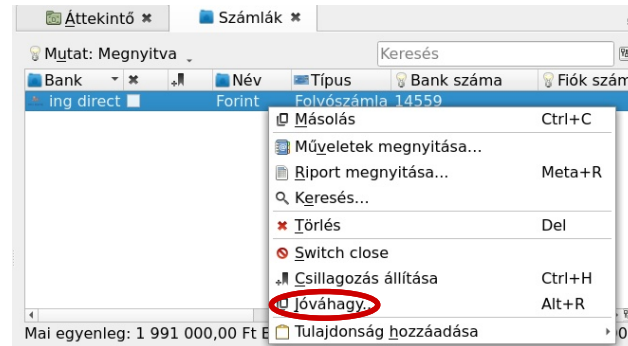 Áttekintő
Számlák
Mutat: Megnyitva
Keresés
Bank Név Típus Bank száma Fiók szám
ing direct Forint Folyószámla 14559
Másolás Ctrl+C
Műveletek megnyitása...
Riport megnyitása... Meta+R
Keresés...
Törlés Del
Switch close
Csillagozás állítása Ctrl+H
Jóváhagy... Alt+R
Tulajdonság hozzáadása
Mai egyenleg: 1 991 000,00 Ft